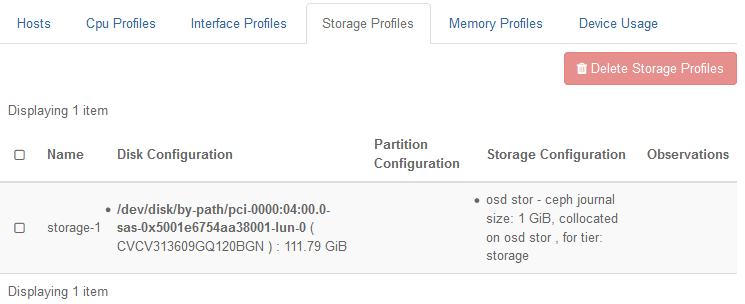 Hosts Cpu Profiles Interface Profiles Storage Profiles Memory Profiles Device Usage
Delete Storage Profiles
Displaying 1 item
Name Disk Configuration Partition Configuration Storage Configuration Observations
storage-1
• /dev/disk/by-path/pci-0000:04:00.0-
sas-0x5001e6754aa38001-lun-0 (
CVCV313609GQ120BGN ) : 111.79 GiB
• osd stor - ceph journal
size: 1 GiB, collocated
on osd stor , for tier:
storage
Displaying 1 item